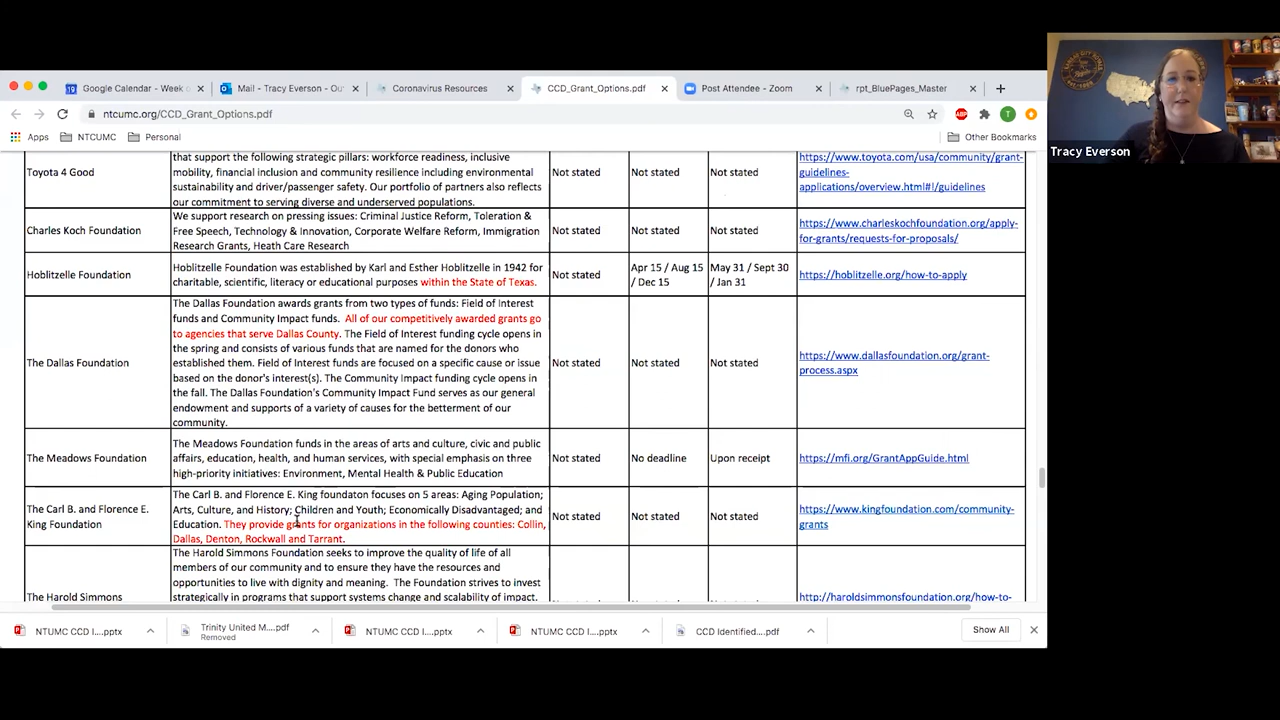 Google Calendar - Week o
Mail - Tracy Everson - Out
Coronavirus Resources
CCD_Grant_Options.pdf
Post Attendee - Zoom
rpt_BluePages_Master
ntcumc.org/CCD_Grant_Options.pdf
Apps
NTCUMC
Personal
Other Bookmarks
Tracy Everson
Toyota 4 Good
that support the following strategic pillars: workforce readiness, inclusive
mobility, financial inclusion and community resilience including environmental
sustainability and driver/passenger safety. Our portfolio of partners also reflects
our commitment to serving diverse and underserved populations.
Not stated
Not stated
Not stated
https://www.toyota.com/usa/community/grant-
guidelines-
applications/overview.html#!/guidelines
Charles Koch Foundation
We support research on pressing issues: Criminal Justice Reform, Toleration &
Free Speech, Technology & Innovation, Corporate Welfare Reform, Immigration
Research Grants, Heath Care Research
Not stated
Not stated
Not stated
https://www.charleskochfoundation.org/apply-
for-grants/requests-for-proposals/
Hoblitzelle Foundation
Hoblitzelle Foundation was established by Karl and Esther Hoblitzelle in 1942 for
charitable, scientific, literacy or educational purposes within the State of Texas.
Not stated
Apr 15 / Aug 15
/ Dec 15
May 31 / Sept 30
/ Jan 31
https://hoblitzelle.org/how-to-apply
The Dallas Foundation
The Dallas Foundation awards grants from two types of funds: Field of Interest
funds and Community Impact funds. All of our competitively awarded grants go
to agencies that serve Dallas County. The Field of Interest funding cycle opens in
the spring and consists of various funds that are named for the donors who
established them. Field of Interest funds are focused on a specific cause or issue
based on the donor's interest(s). The Community Impact funding cycle opens in
the fall. The Dallas Foundation's Community Impact Fund serves as our general
endowment and supports of a variety of causes for the betterment of our
community.
Not stated
Not stated
Not stated
https://www.dallasfoundation.org/grant-
process.aspx
The Meadows Foundation
The Meadows Foundation funds in the areas of arts and culture, civic and public
affairs, education, health, and human services, with special emphasis on three
high-priority initiatives: Environment, Mental Health & Public Education
Not stated
No deadline
Upon receipt
https://mfi.org/GrantAppGuide.html
The Carl B. and Florence E.
King Foundation
The Carl B. and Florence E. King foundaton focuses on 5 areas: Aging Population;
Arts, Culture, and History; Children and Youth; Economically Disadvantaged; and
Education. They provide grants for organizations in the following counties: Collin,
Dallas, Denton, Rockwall and Tarrant.
Not stated
Not stated
Not stated
https://www.kingfoundation.com/community-
grants
The Harold Simmons
The Harold Simmons Foundation seeks to improve the quality of life of all
members of our community and to ensure they have the resources and
opportunities to live with dignity and meaning. The Foundation strives to invest
strategically in programs that support systems change and scalability of impact.
http://haroldsimmonsfoundation.org/how-to-
NTUMC CCD I....pptx
Trinity United M....pdf
Removed
NTUMC CCD I....pptx
NTUMC CCD I....pptx
CCD Identified....pdf
Show All